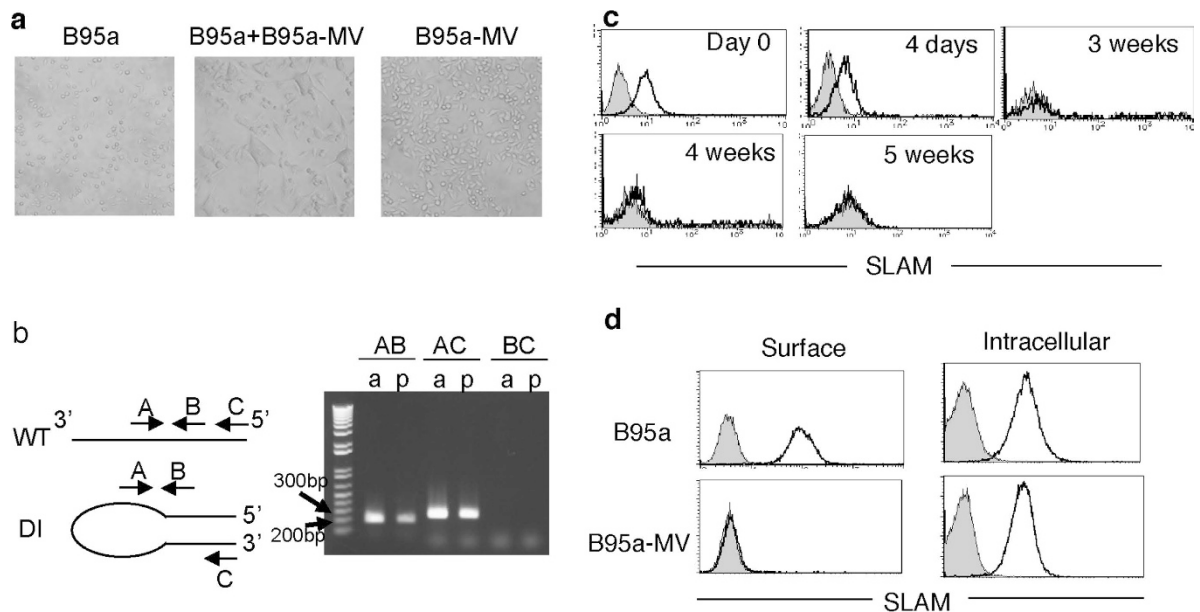 a
B95a
B95a+B95a-MV
B95a-MV
b
WT
3'
A
B
C
5'
A
B
DI
5'
3'
C
AB
AC
BC
a
p
a
p
a
p
300bp
200bp
c
Day 0
4 days
3 weeks
4 weeks
5 weeks
SLAM
d
Surface
Intracellular
B95a
B95a-MV
SLAM